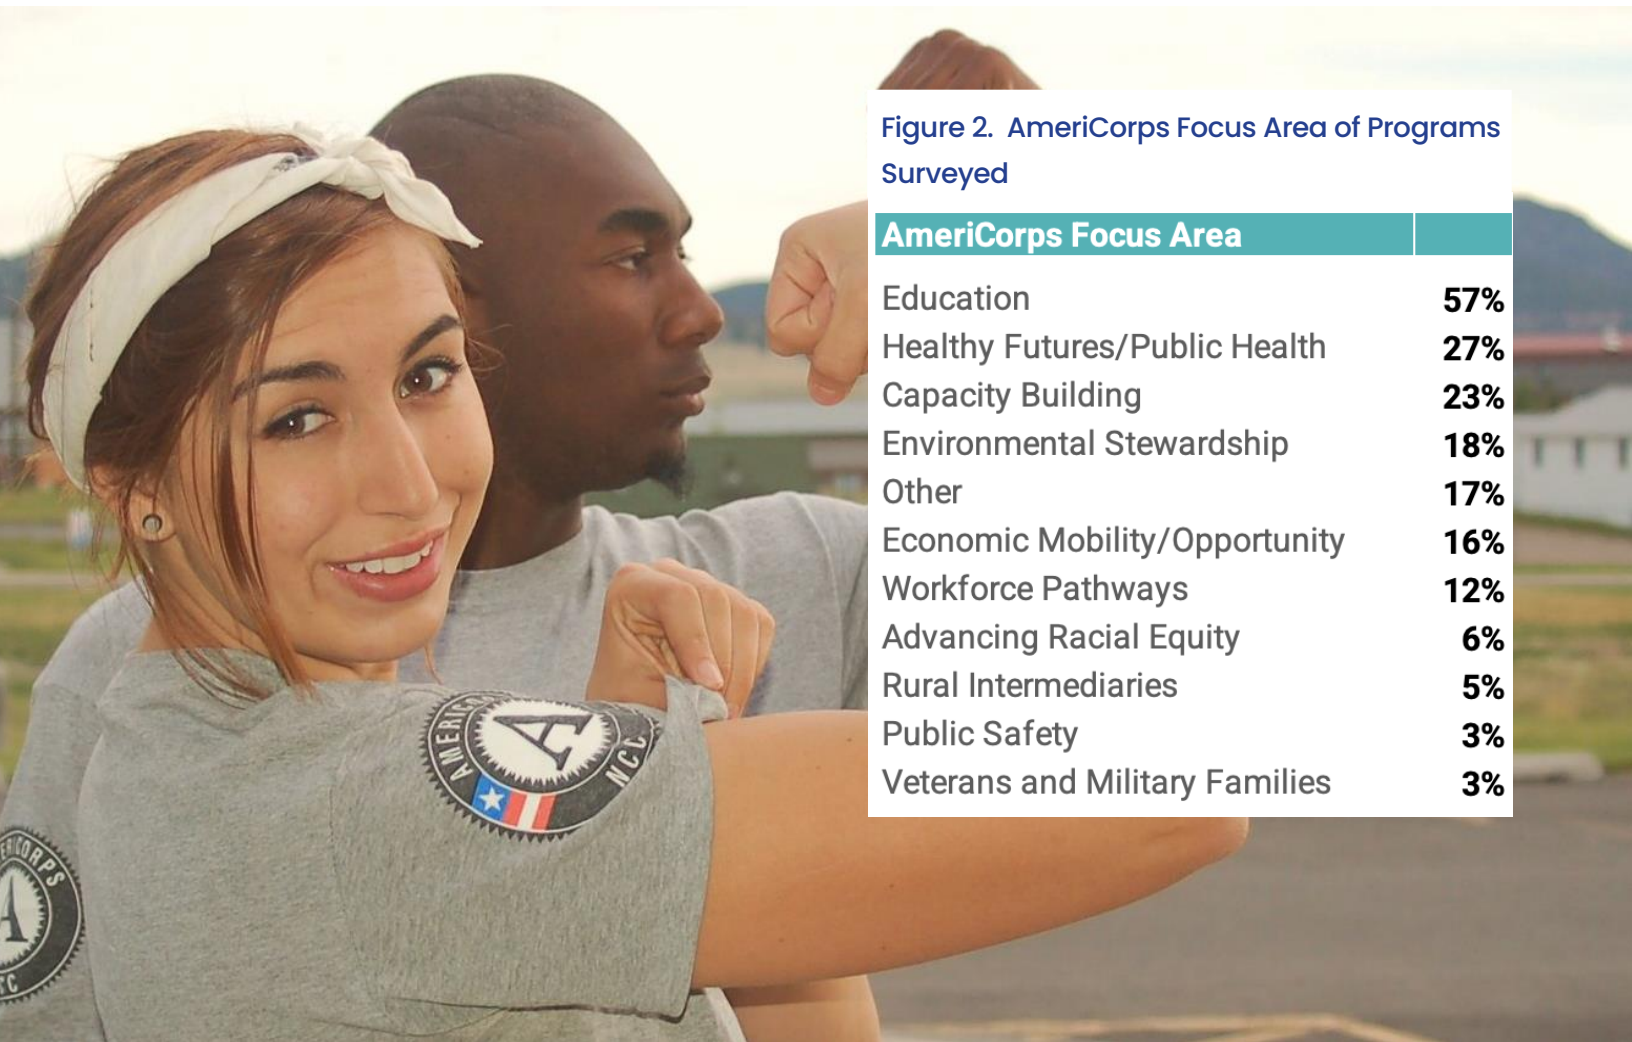 Figure 2. AmeriCorps Focus Area of Programs
Surveyed
AmeriCorps Focus Area
Education 57%
Healthy Futures/Public Health 27%
Capacity Building 23%
Environmental Stewardship 18%
Other 17%
Economic Mobility/Opportunity 16%
Workforce Pathways 12%
Advancing Racial Equity 6%
Rural Intermediaries 5%
Public Safety 3%
Veterans and Military Families 3%
A
NCC
A